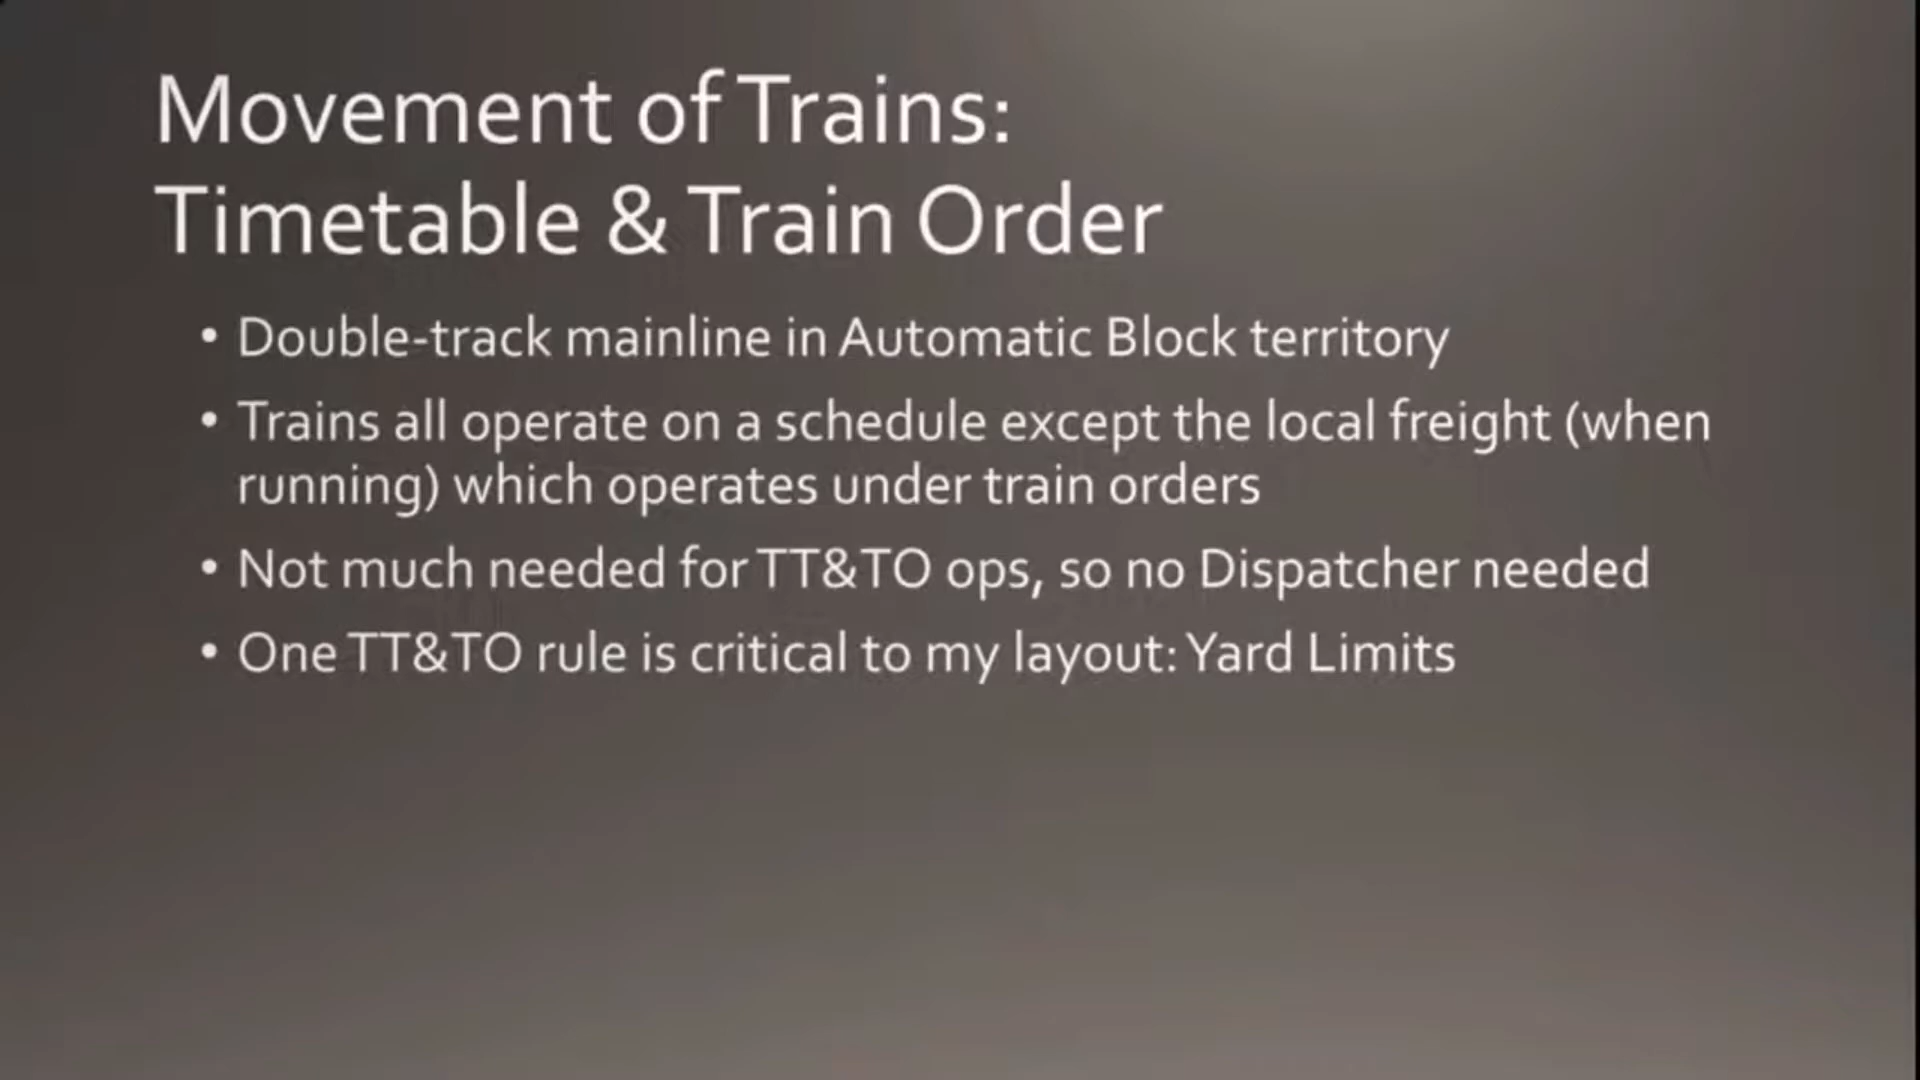 Movement of Trains:
Timetable & Train Order
• Double-track mainline in Automatic Block territory
• Trains all operate on a schedule except the local freight (when
running) which operates under train orders
• Not much needed for TT&TO ops, so no Dispatcher needed
• One TT&TO rule is critical to my layout: Yard Limits